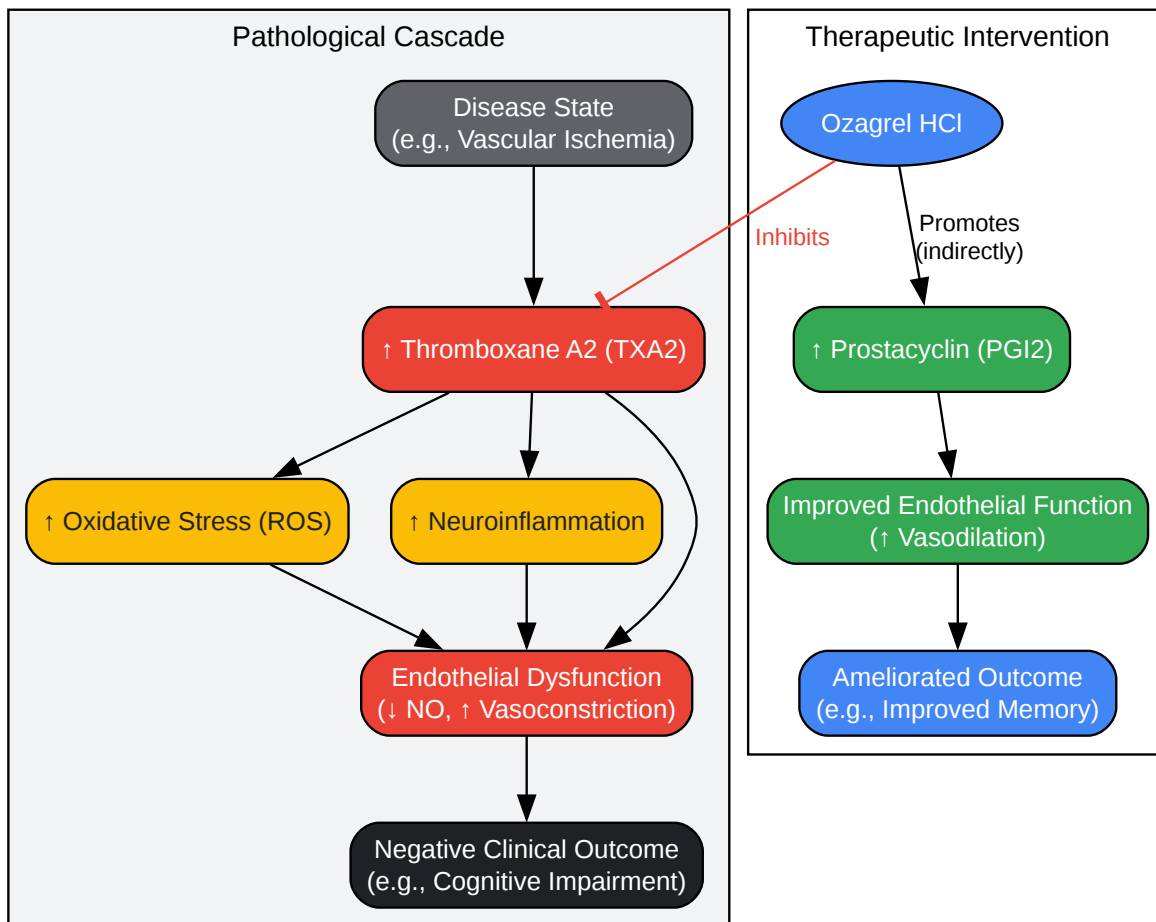 Pathological Cascade
Disease State
(e.g., Vascular Ischemia)
↑ Thromboxane A2 (TXA2)
↑ Oxidative Stress (ROS)
↑ Neuroinflammation
Endothelial Dysfunction
(↓ NO, ↑ Vasoconstriction)
Negative Clinical Outcome
(e.g., Cognitive Impairment)
Therapeutic Intervention
Ozagrel HCl
Inhibits
Promotes
(indirectly)
↑ Prostacyclin (PGI2)
Improved Endothelial Function
(↑ Vasodilation)
Ameliorated Outcome
(e.g., Improved Memory)